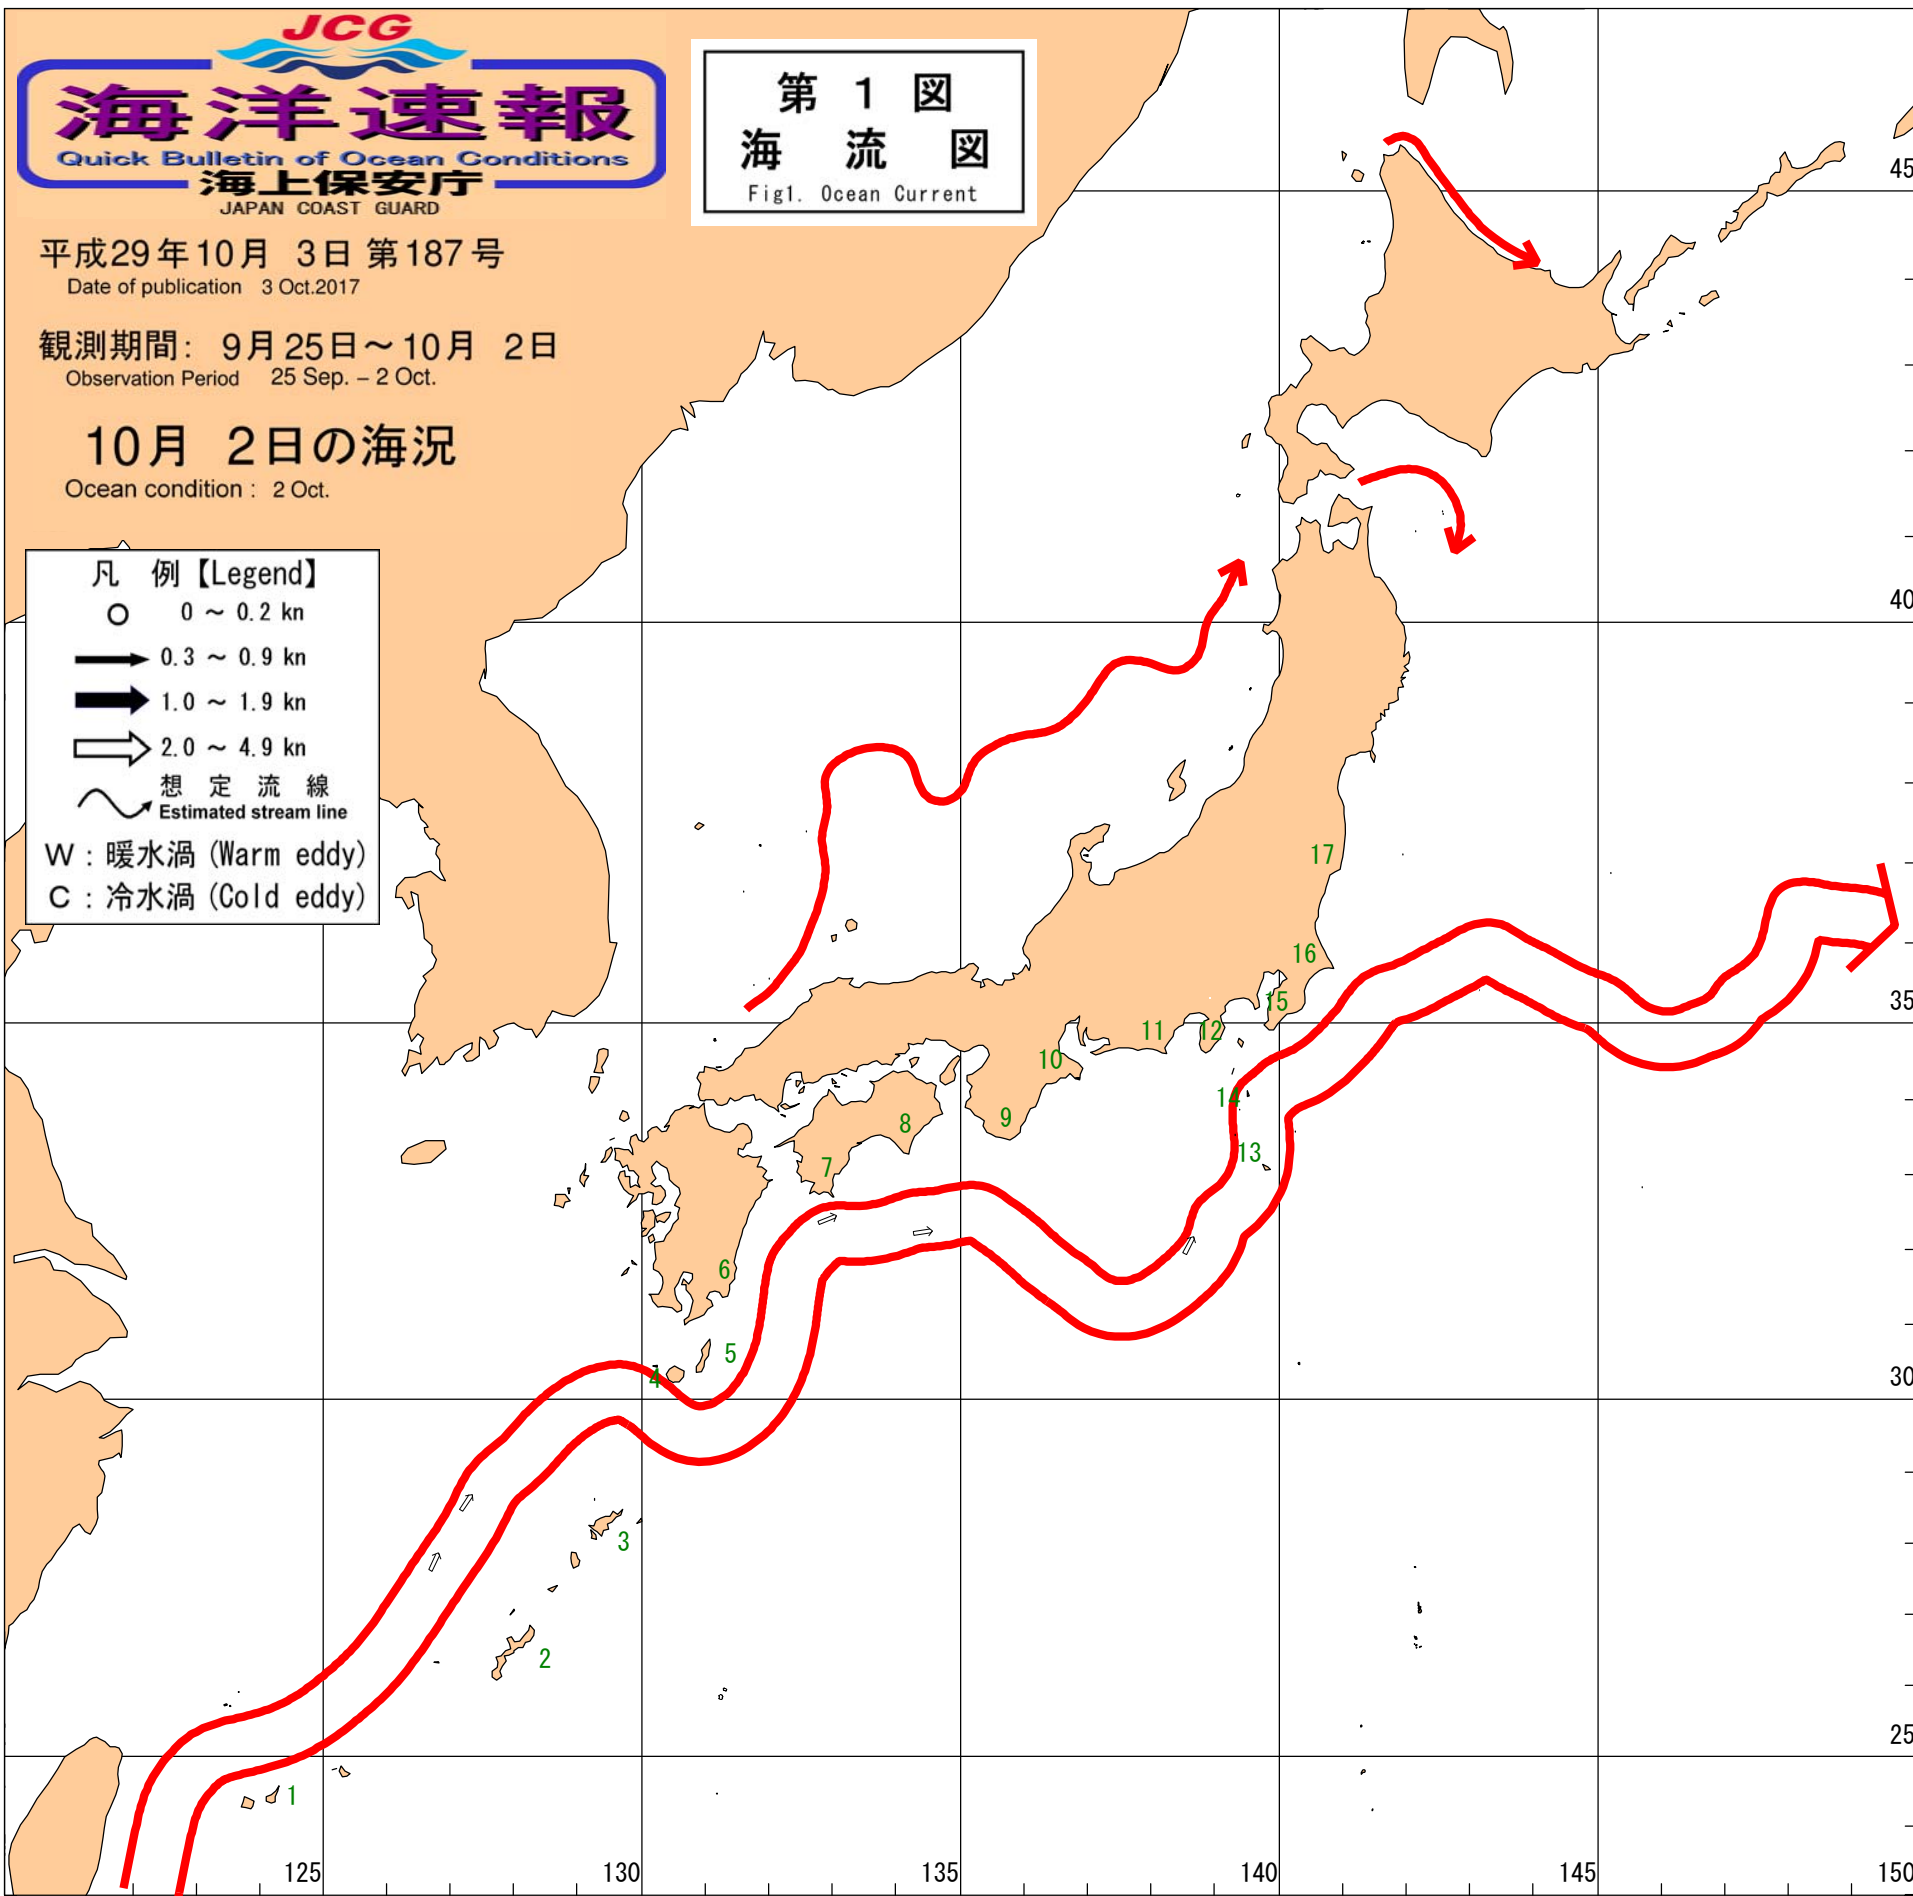 JCG
海洋速報
Quick Bulletin of Ocean Conditions
海上保安庁
JAPAN COAST GUARD
第 1 図
海 流 図
Fig1. Ocean Current
平成29年10月 3日 第187号
Date of publication 3 Oct.2017
観測期間: 9月25日～10月 2日
Observation Period 25 Sep. – 2 Oct.
10月 2日の海況
Ocean condition : 2 Oct.
凡 例【Legend】
0 ～ 0.2 kn
0.3 ～ 0.9 kn
1.0 ～ 1.9 kn
2.0 ～ 4.9 kn
想 定 流 線
Estimated stream line
W : 暖水渦 (Warm eddy)
C : 冷水渦 (Cold eddy)
45
40
17
16
35
15
12
11
10
14
9
8
13
7
6
5
4
30
3
2
25
1
125
130
135
140
145
150